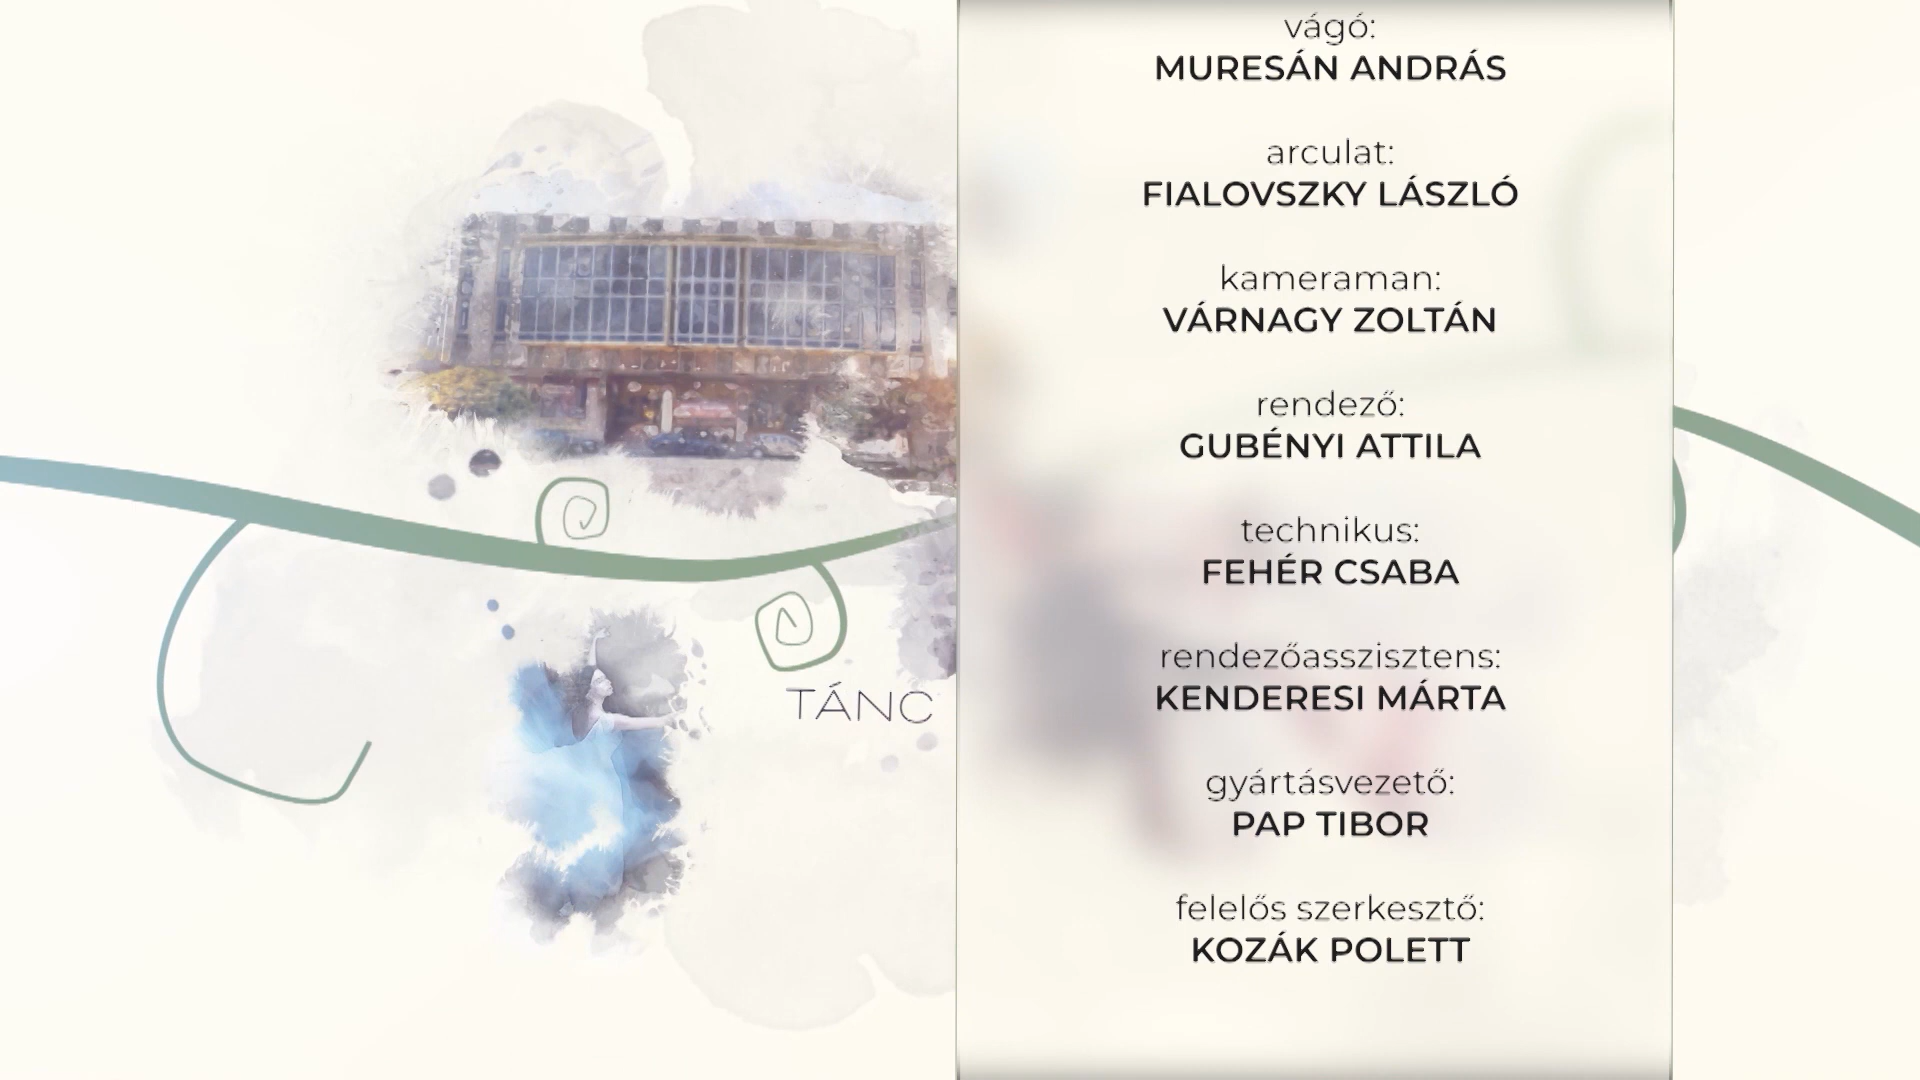 vágó:
MURESÁN ANDRÁS
arculat:
FIALOVSZKY LÁSZLÓ
kameraman:
VÁRNAGY ZOLTÁN
rendező:
GUBÉNYI ATTILA
technikus:
FEHÉR CSABA
rendezőasszisztens:
KENDERESI MÁRTA
gyártásvezető:
PAP TIBOR
felelős szerkesztő:
KOZÁK POLETT
TÁNC